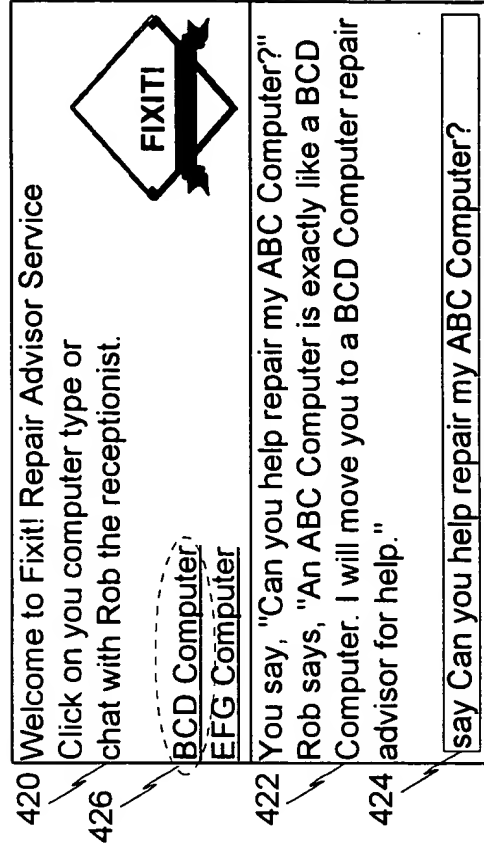 420 Welcome to Fixit! Repair Advisor Service
Click on you computer type or
chat with Rob the receptionist.
FIXIT!
426
BCD Computer
EFG Computer
422 You say, "Can you help repair my ABC Computer?"
Rob says, "An ABC Computer is exactly like a BCD
Computer. I will move you to a BCD Computer repair
advisor for help."
424 say Can you help repair my ABC Computer?